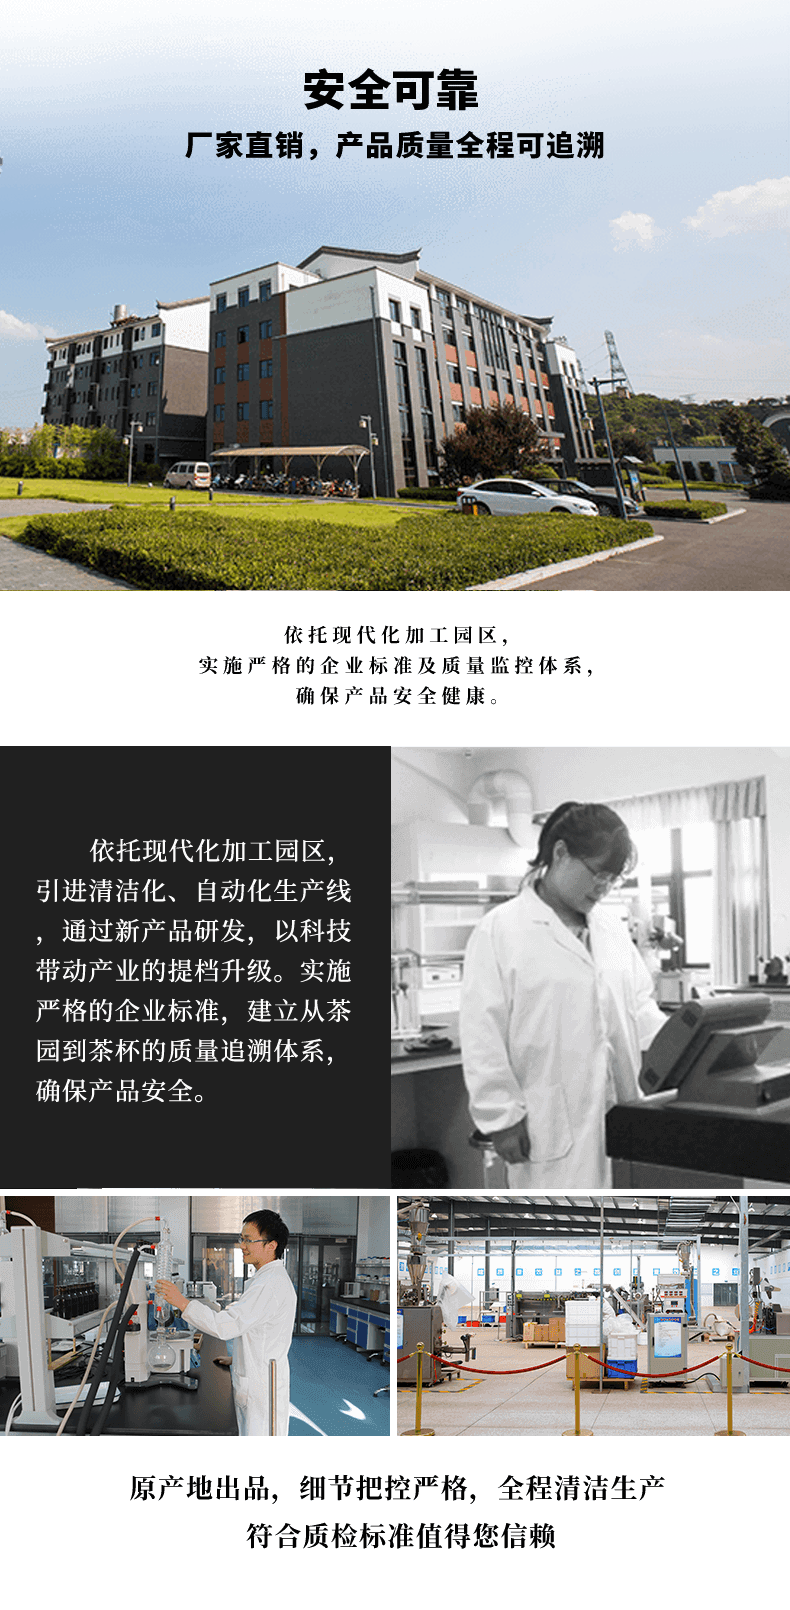 安全可靠
厂家直销，产品质量全程可追溯
依托现代化加工园区，
实施严格的企业标准及质量监控体系，
确保产品安全健康。
依托现代化加工园区，
引进清洁化、自动化生产线
，通过新产品研发，以科技
带动产业的提档升级。实施
严格的企业标准，建立从茶
园到茶杯的质量追溯体系，
确保产品安全。
原产地出品，细节把控严格，全程清洁生产
符合质检标准值得您信赖